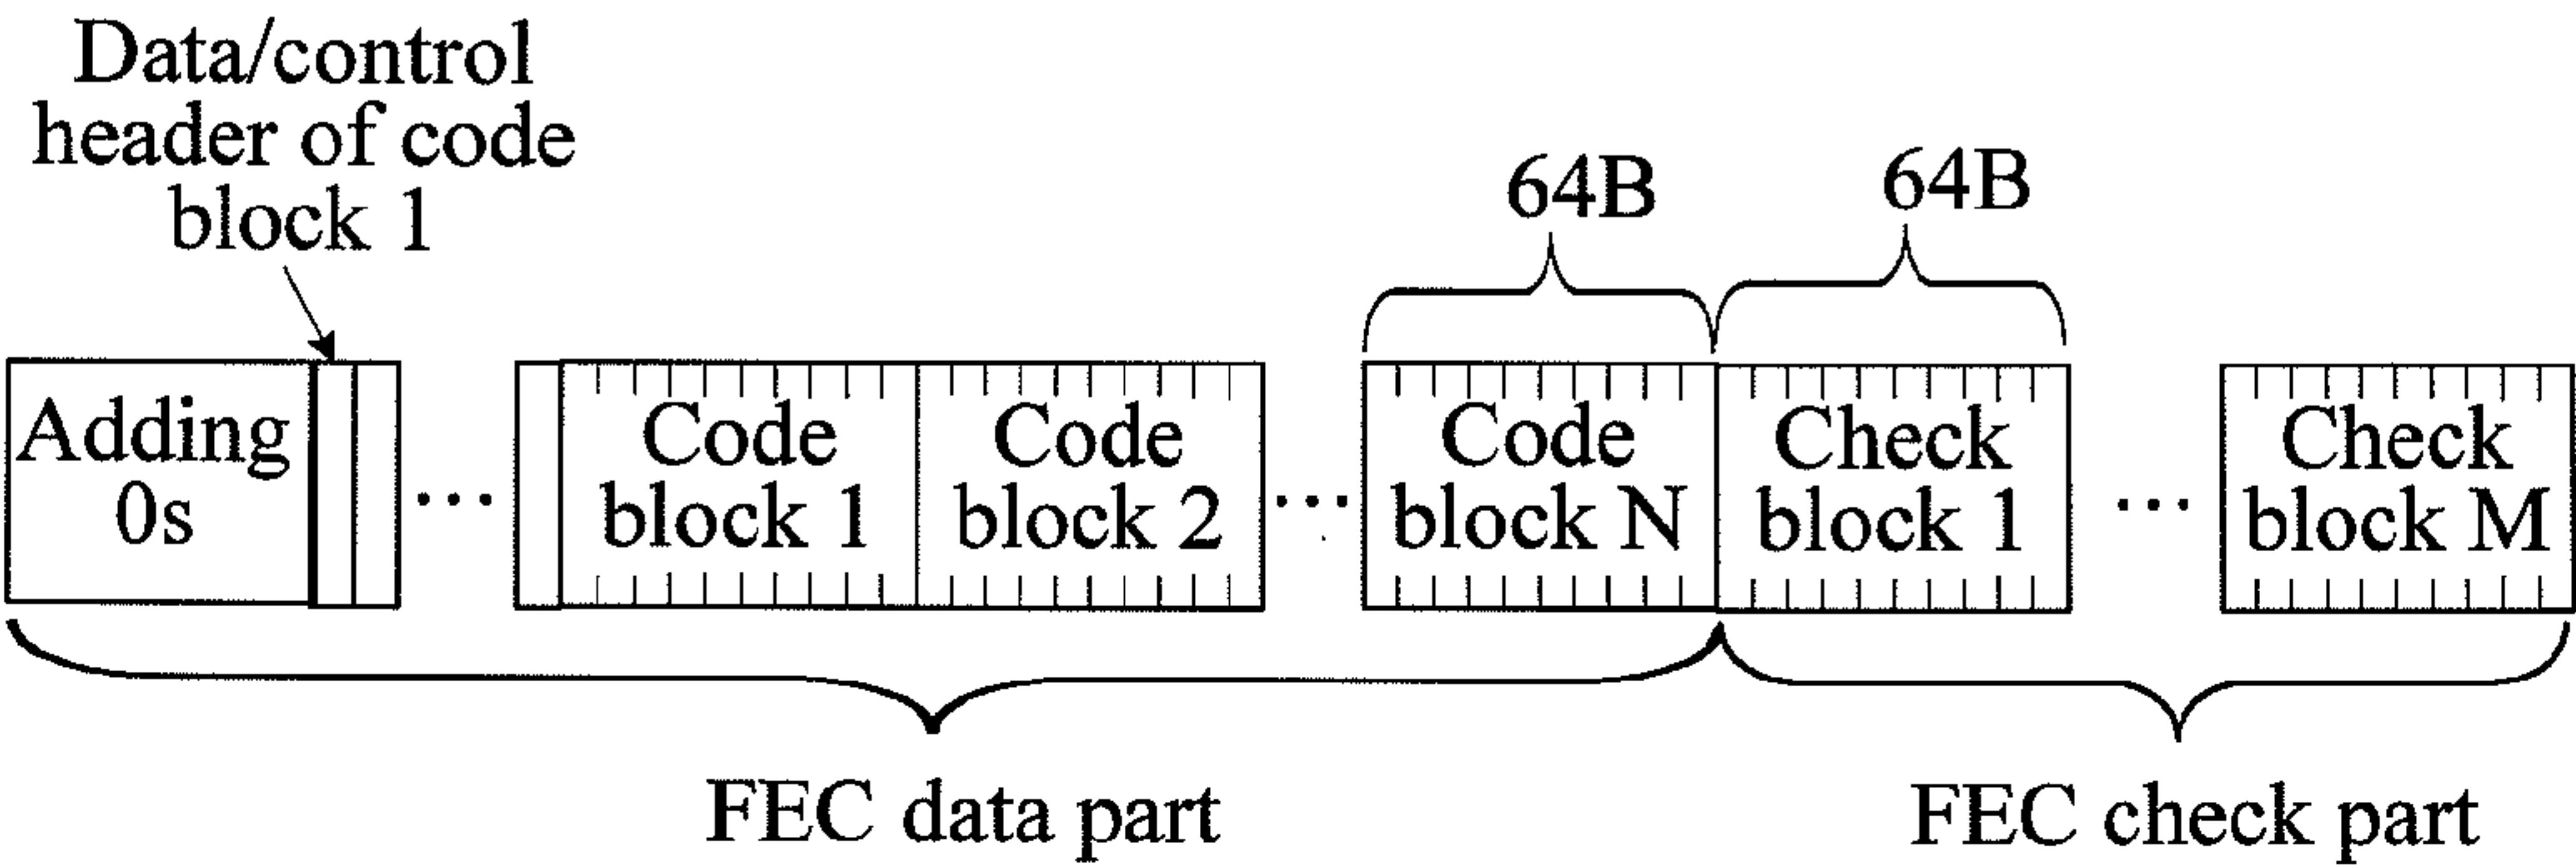 Data/control
header of code
block 1
64B
64B
Adding
0s
...
Code
block 1
Code
block 2
...
Code
block N
Check
block 1
...
Check
block M
FEC data part
FEC check part